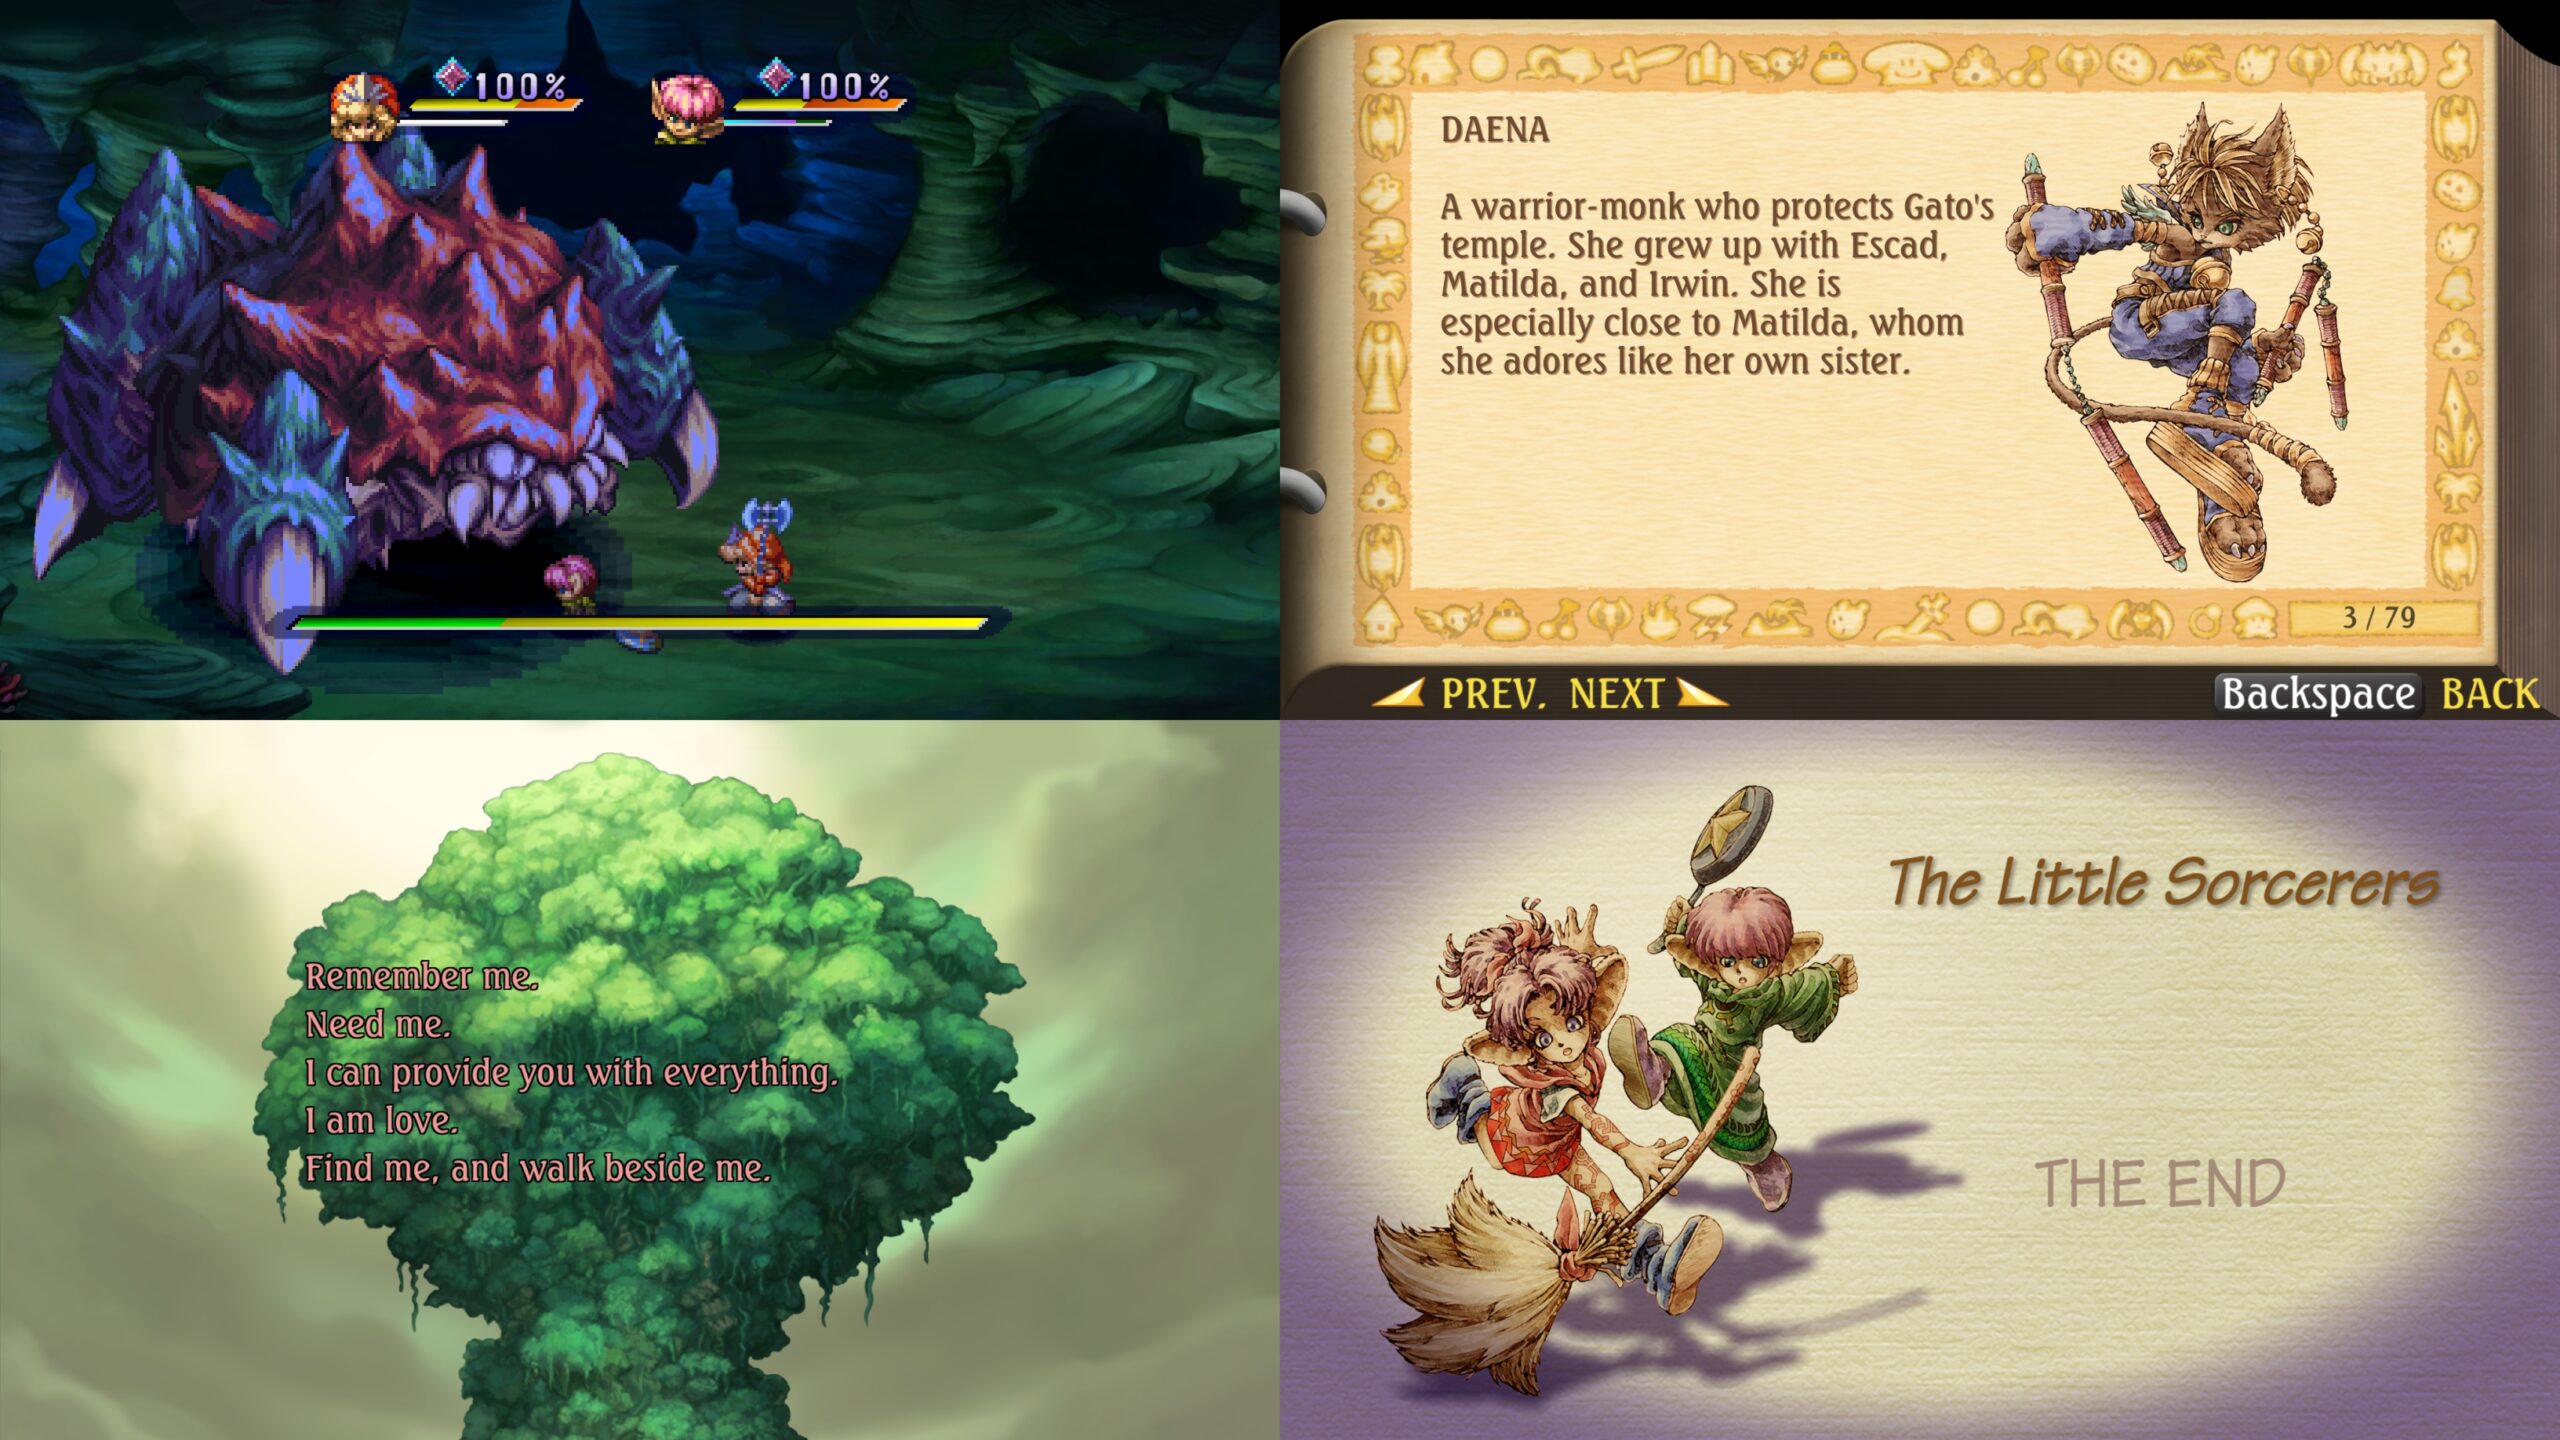 100%
100%
DAENA
A warrior-monk who protects Gato's
temple. She grew up with Escad,
Matilda, and Irwin. She is
especially close to Matilda, whom
she adores like her own sister.
3 / 79
PREV. NEXT
Backspace BACK
Remember me.
Need me.
I can provide you with everything.
I am love.
Find me, and walk beside me.
The Little Sorcerers
THE END